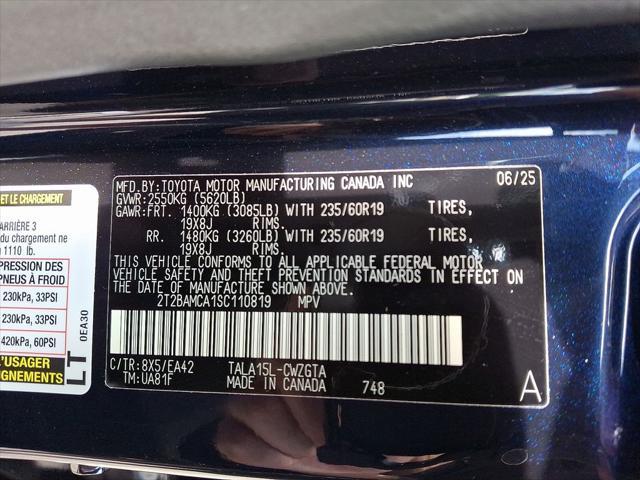 MFD. BY: TOYOTA MOTOR MANUFACTURING CANADA INC 06/25
GVWR: 2550KG (5620LB)
GAWR: FRT. 1400KG (3085LB) WITH 235/60R19 TIRES,
19X8J RIMS.
RR. 1480KG (3260LB) WITH 235/60R19 TIRES,
19X8J RIMS.
THIS VEHICLE CONFORMS TO ALL APPLICABLE FEDERAL MOTOR
VEHICLE SAFETY AND THEFT PREVENTION STANDARDS IN EFFECT ON
THE DATE OF MANUFACTURE SHOWN ABOVE.
2T2BAMCA1SC110819 MPV
C/TR: 8X5/EA42 TALA15L-CWZGTA
TM: UA81F MADE IN CANADA 748 A
ET LE CHARGEMENT
ARRIÈRE 3
du chargement ne
1110 lb.
PRESSION DES
PNEUS À FROID
230kPa, 33PSI
230kPa, 33PSI
420kPa, 60PSI
L'USAGER
LT 0EA30